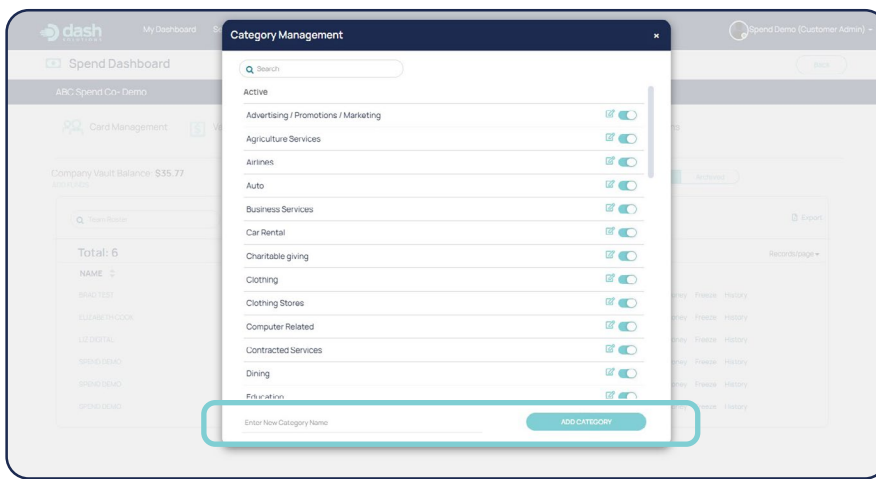 dash
SOLUTIONS
My Dashboard
Spend Demo (Customer Admin)
Spend Dashboard
Back
ABC Spend Co- Demo
Card Management
Company Vault Balance: $35.77
Export
Total: 6
Records/page
NAME
Category Management
×
Search
Active
Advertising / Promotions / Marketing
Agriculture Services
Airlines
Auto
Business Services
Car Rental
Charitable giving
Clothing
Clothing Stores
Computer Related
Contracted Services
Dining
Education
Enter New Category Name
ADD CATEGORY
Freeze History
Freeze History
Freeze History
Freeze History
Freeze History
Freeze History